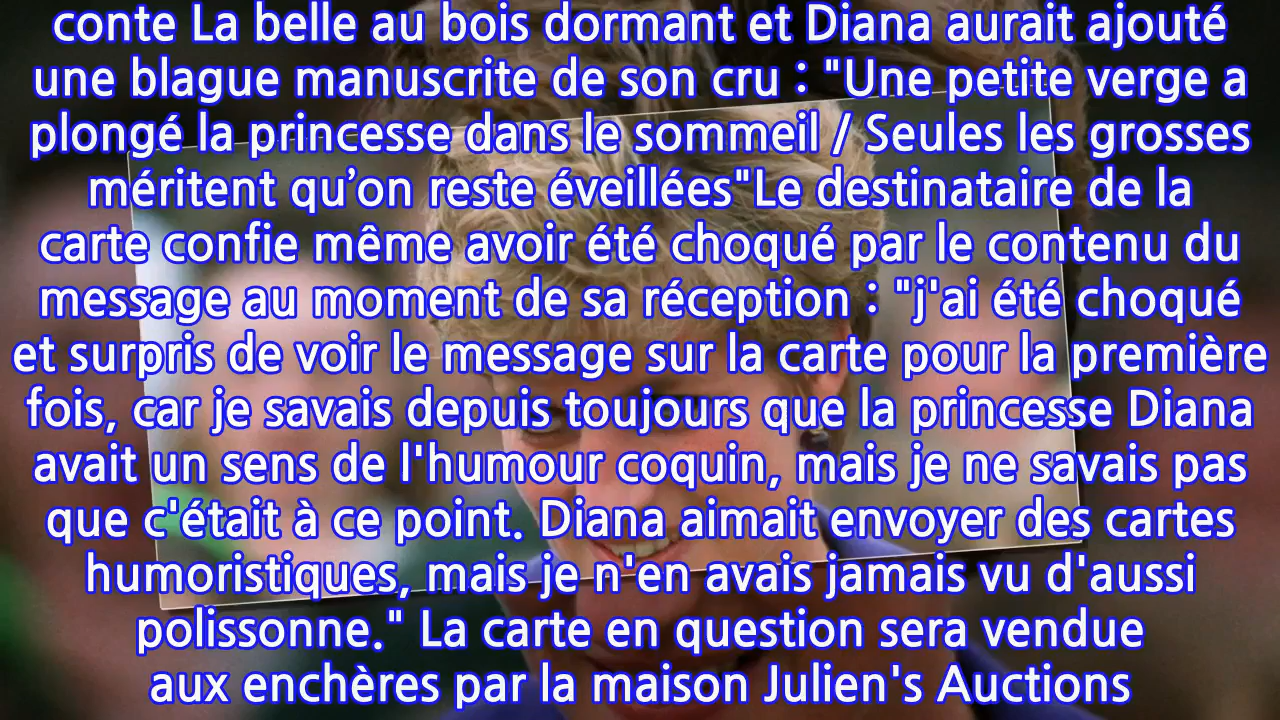 conte La belle au bois dormant et Diana aurait ajouté
une blague manuscrite de son cru : "Une petite verge a
plongé la princesse dans le sommeil / Seules les grosses
méritent qu’on reste éveillées"Le destinataire de la
carte confie même avoir été choqué par le contenu du
message au moment de sa réception : "j'ai été choqué
et surpris de voir le message sur la carte pour la première
fois, car je savais depuis toujours que la princesse Diana
avait un sens de l'humour coquin, mais je ne savais pas
que c'était à ce point. Diana aimait envoyer des cartes
humoristiques, mais je n'en avais jamais vu d'aussi
polissonne." La carte en question sera vendue
aux enchères par la maison Julien's Auctions